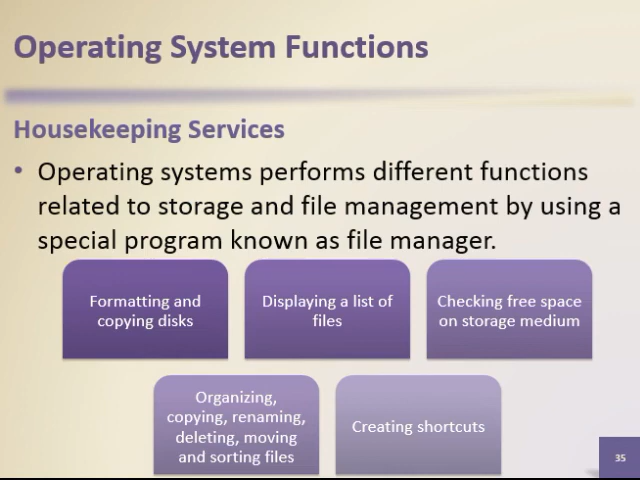 Operating System Functions
Housekeeping Services
• Operating systems performs different functions
related to storage and file management by using a
special program known as file manager.
Formatting and
copying disks
Displaying a list of
files
Checking free space
on storage medium
Organizing,
copying, renaming,
deleting, moving
and sorting files
Creating shortcuts
35